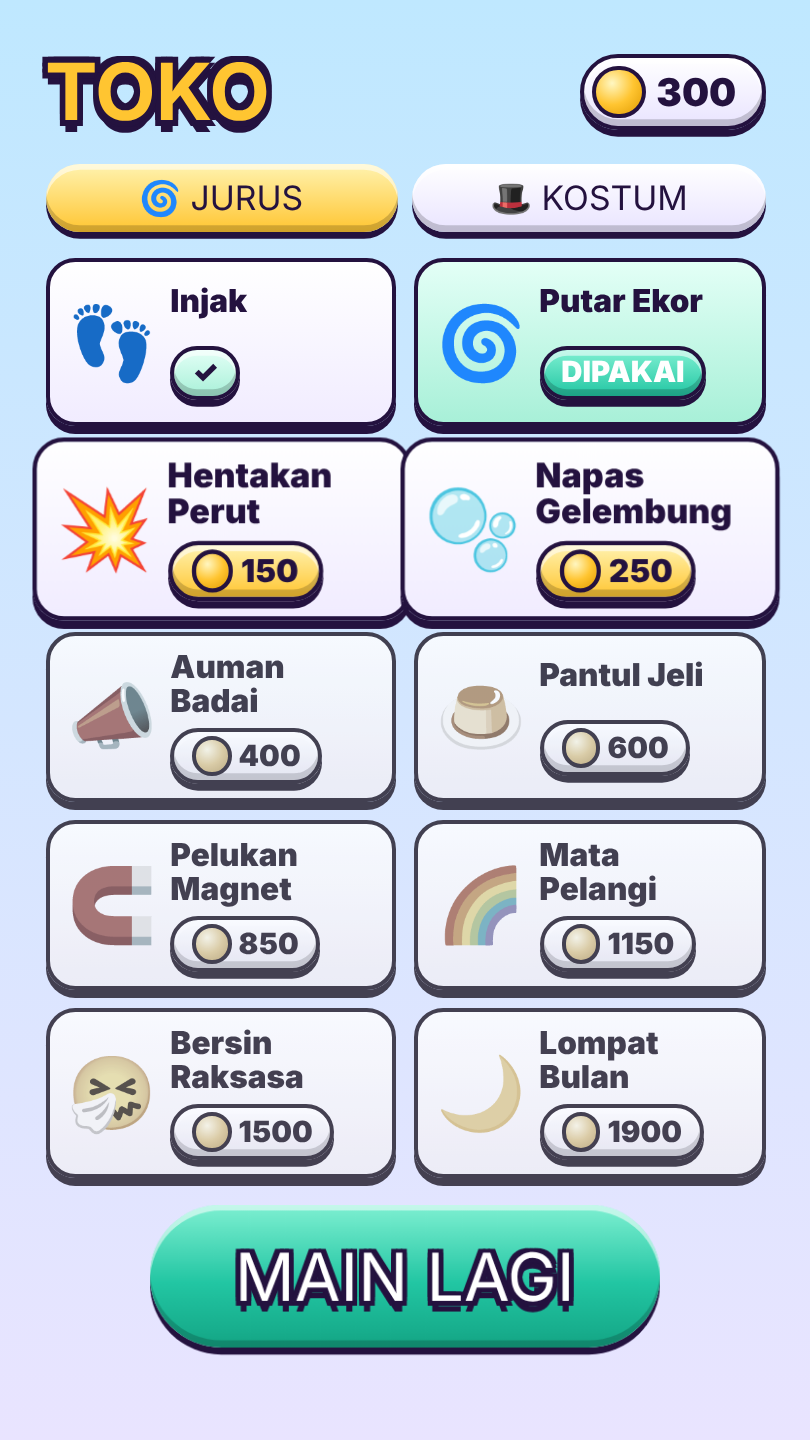 TOKO
300
🌀 JURUS
🎩 KOSTUM
Injak
✓
Putar Ekor
DIPAKAI
Hentakan
Perut
150
Napas
Gelembung
250
Auman
Badai
400
Pantul Jeli
600
Pelukan
Magnet
850
Mata
Pelangi
1150
Bersin
Raksasa
1500
Lompat
Bulan
1900
MAIN LAGI